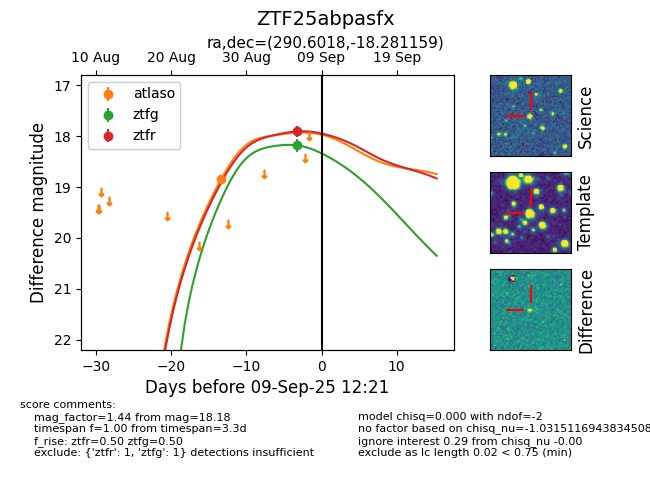 ZTF25abpasfx
ra,dec=(290.6018,-18.281159)
10 Aug 20 Aug 30 Aug 09 Sep 19 Sep
atlaso
ztfg
ztfr
17
18
19
20
21
22
Difference magnitude
−30 −20 −10 0 10
Days before 09-Sep-25 12:21
Science
Template
Difference
score comments:
mag_factor=1.44 from mag=18.18
timespan f=1.00 from timespan=3.3d
f_rise: ztfr=0.50 ztfg=0.50
exclude: {'ztfr': 1, 'ztfg': 1} detections insufficient
model chisq=0.000 with ndof=-2
no factor based on chisq_nu=-1.0315116943834508
ignore interest 0.29 from chisq_nu -0.00
exclude as lc length 0.02 < 0.75 (min)